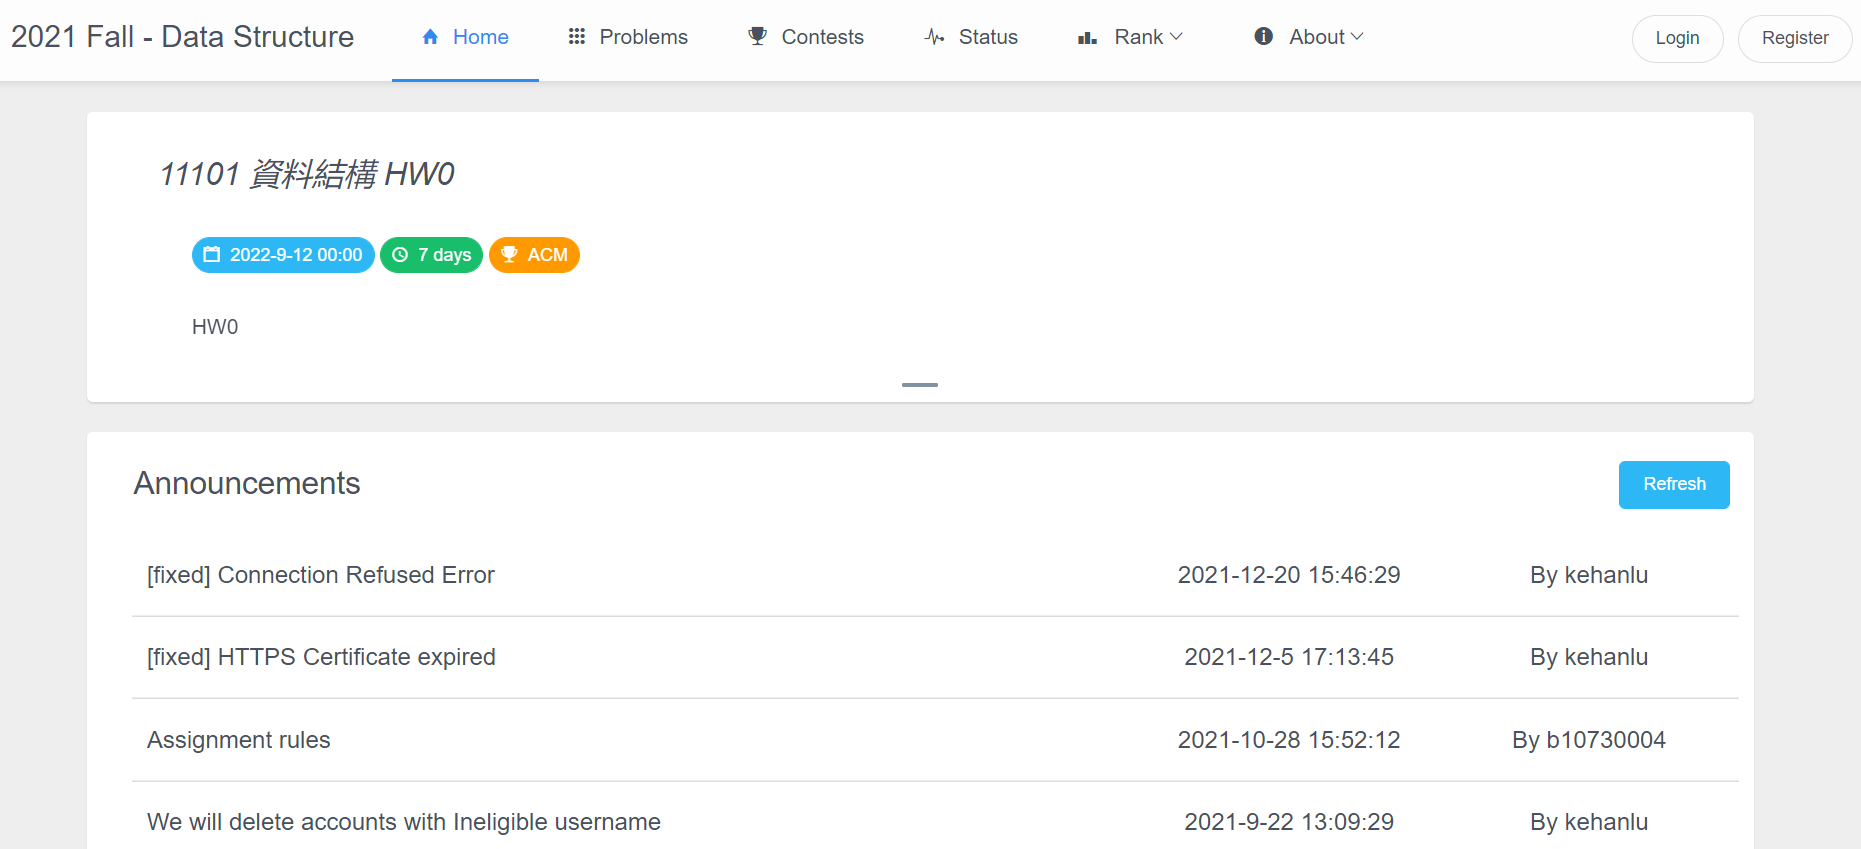 2021 Fall - Data Structure
Home
Problems
Contests
Status
Rank
About
Login
Register
11101 資料結構 HW0
2022-9-12 00:00
7 days
ACM
HW0
Announcements
Refresh
[fixed] Connection Refused Error 2021-12-20 15:46:29 By kehanlu
[fixed] HTTPS Certificate expired 2021-12-5 17:13:45 By kehanlu
Assignment rules 2021-10-28 15:52:12 By b10730004
We will delete accounts with Ineligible username 2021-9-22 13:09:29 By kehanlu